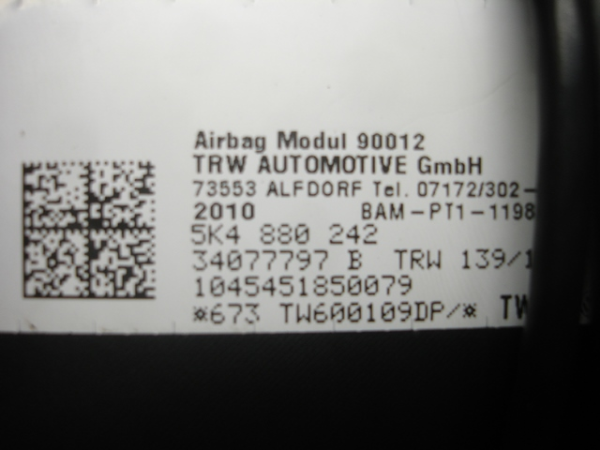 Airbag Modul 90012
TRW AUTOMOTIVE GmbH
73553 ALFDORF Tel. 07172/302-
2010 BAM-PT1-1198
5K4 880 242
34077797 B TRW 139/1
1045451850079
¤673 TW600109DP/¤ TW